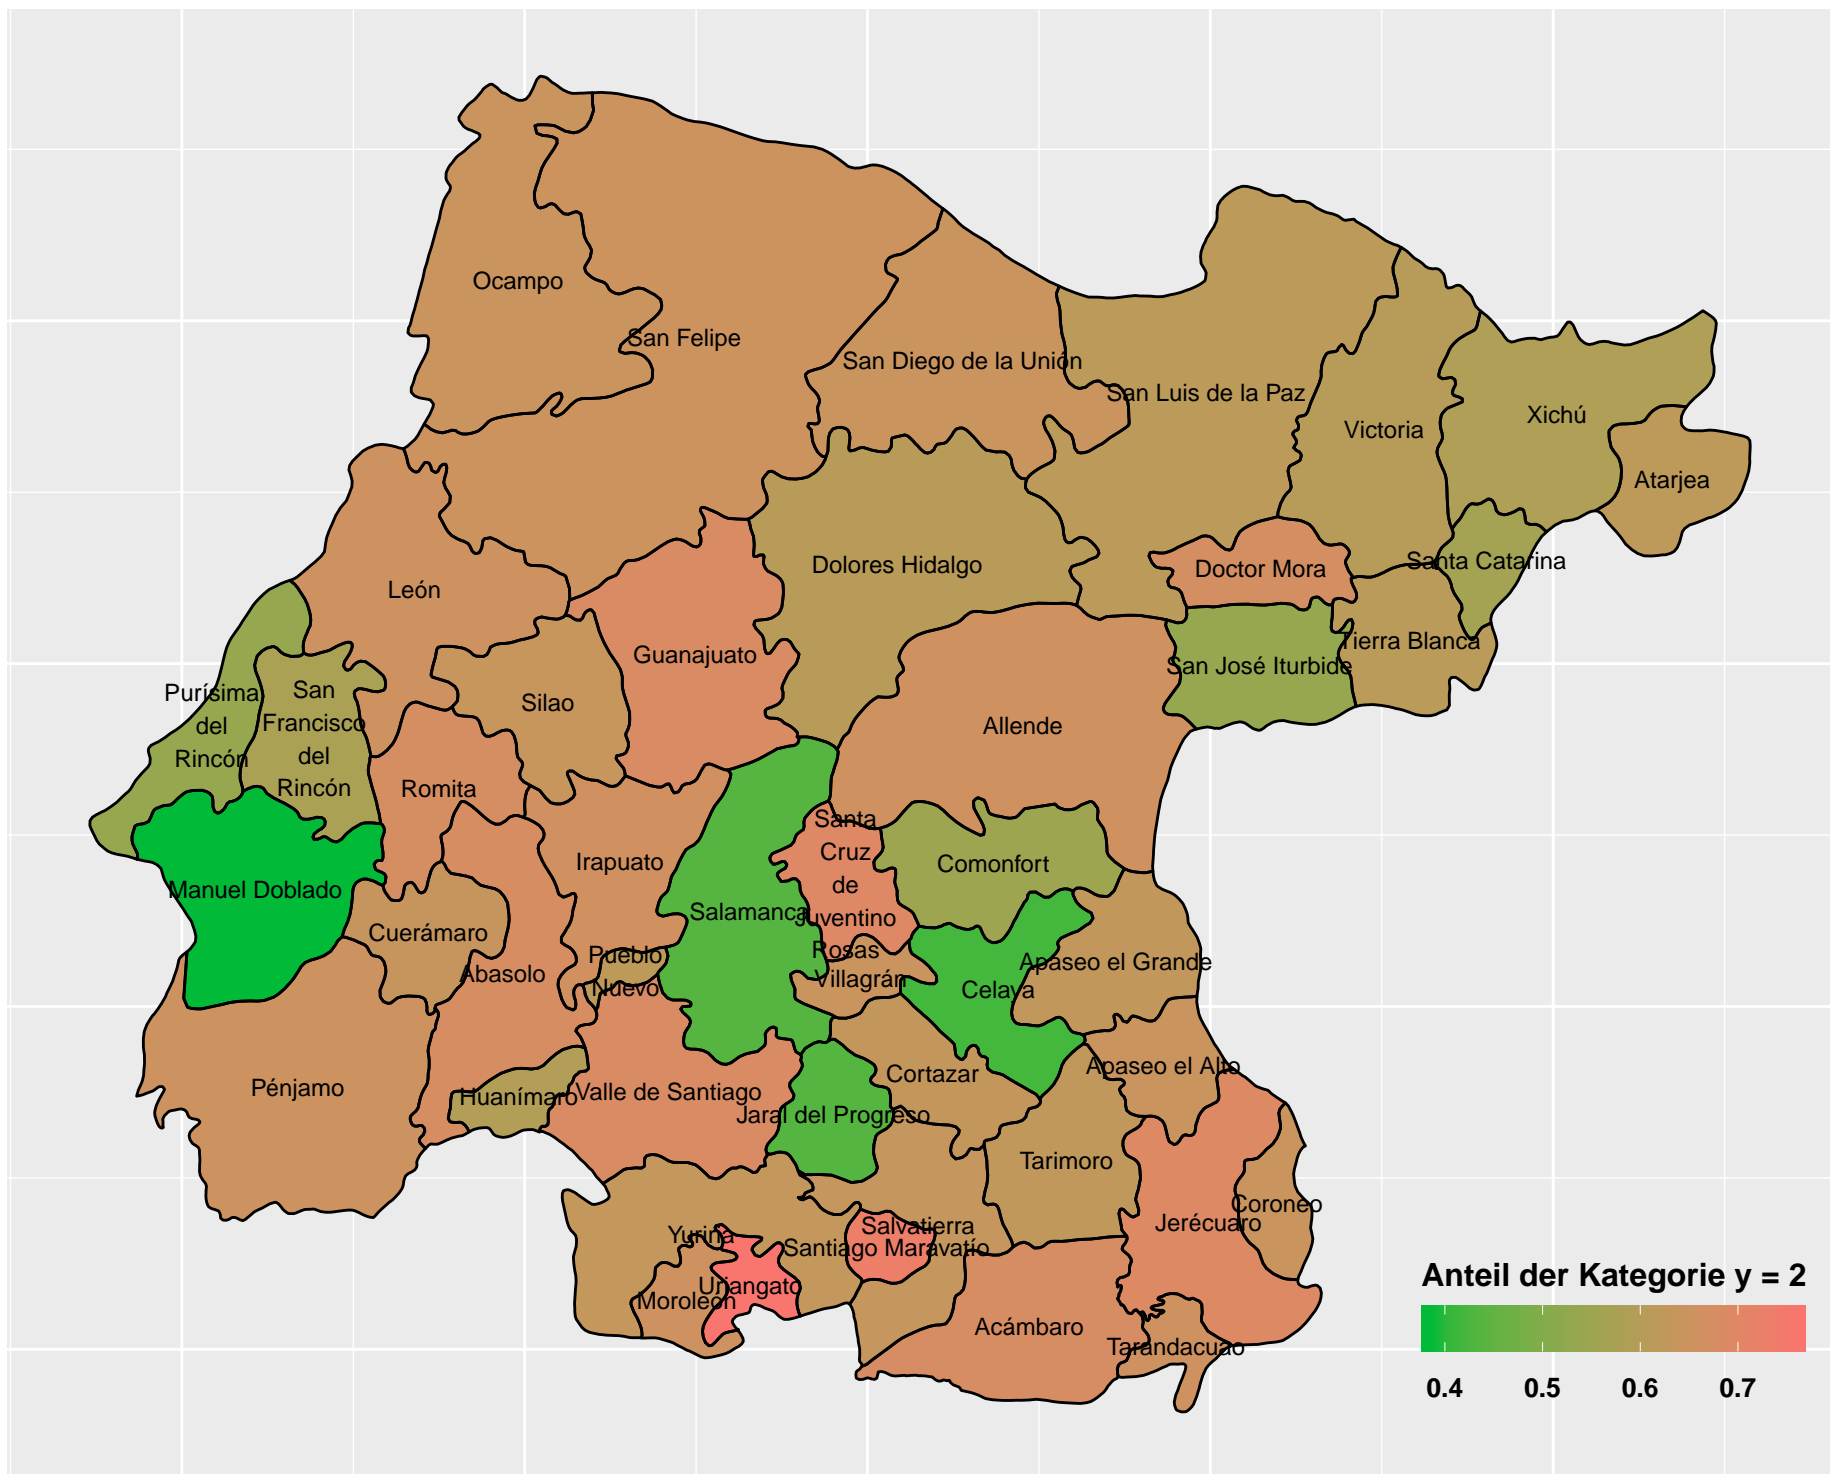 Ocampo
San Felipe
San Diego de la Unión
San Luis de la Paz
Victoria
Xichú
Atarjea
Santa Catarina
Dolores Hidalgo
Doctor Mora
León
Tierra Blanca
Guanajuato
San José Iturbide
Purísima
del
Rincón
San
Francisco
del
Rincón
Silao
Allende
Romita
Santa
Cruz
de
Juventino
Rosas
Irapuato
Comonfort
Manuel Doblado
Salamanca
Cuerámaro
Pueblo
Nuevo
Apaseo el Grande
Abasolo
Villagrán
Celaya
Apaseo el Alto
Cortazar
Pénjamo
Huanímaro
Valle de Santiago
Jaral del Progreso
Tarimoro
Coroneo
Jerécuaro
Salvatierra
Yuriria
Santiago Maravatío
Uriangato
Moroleón
Acámbaro
Tarandacuao
Anteil der Kategorie y = 2
0.4 0.5 0.6 0.7